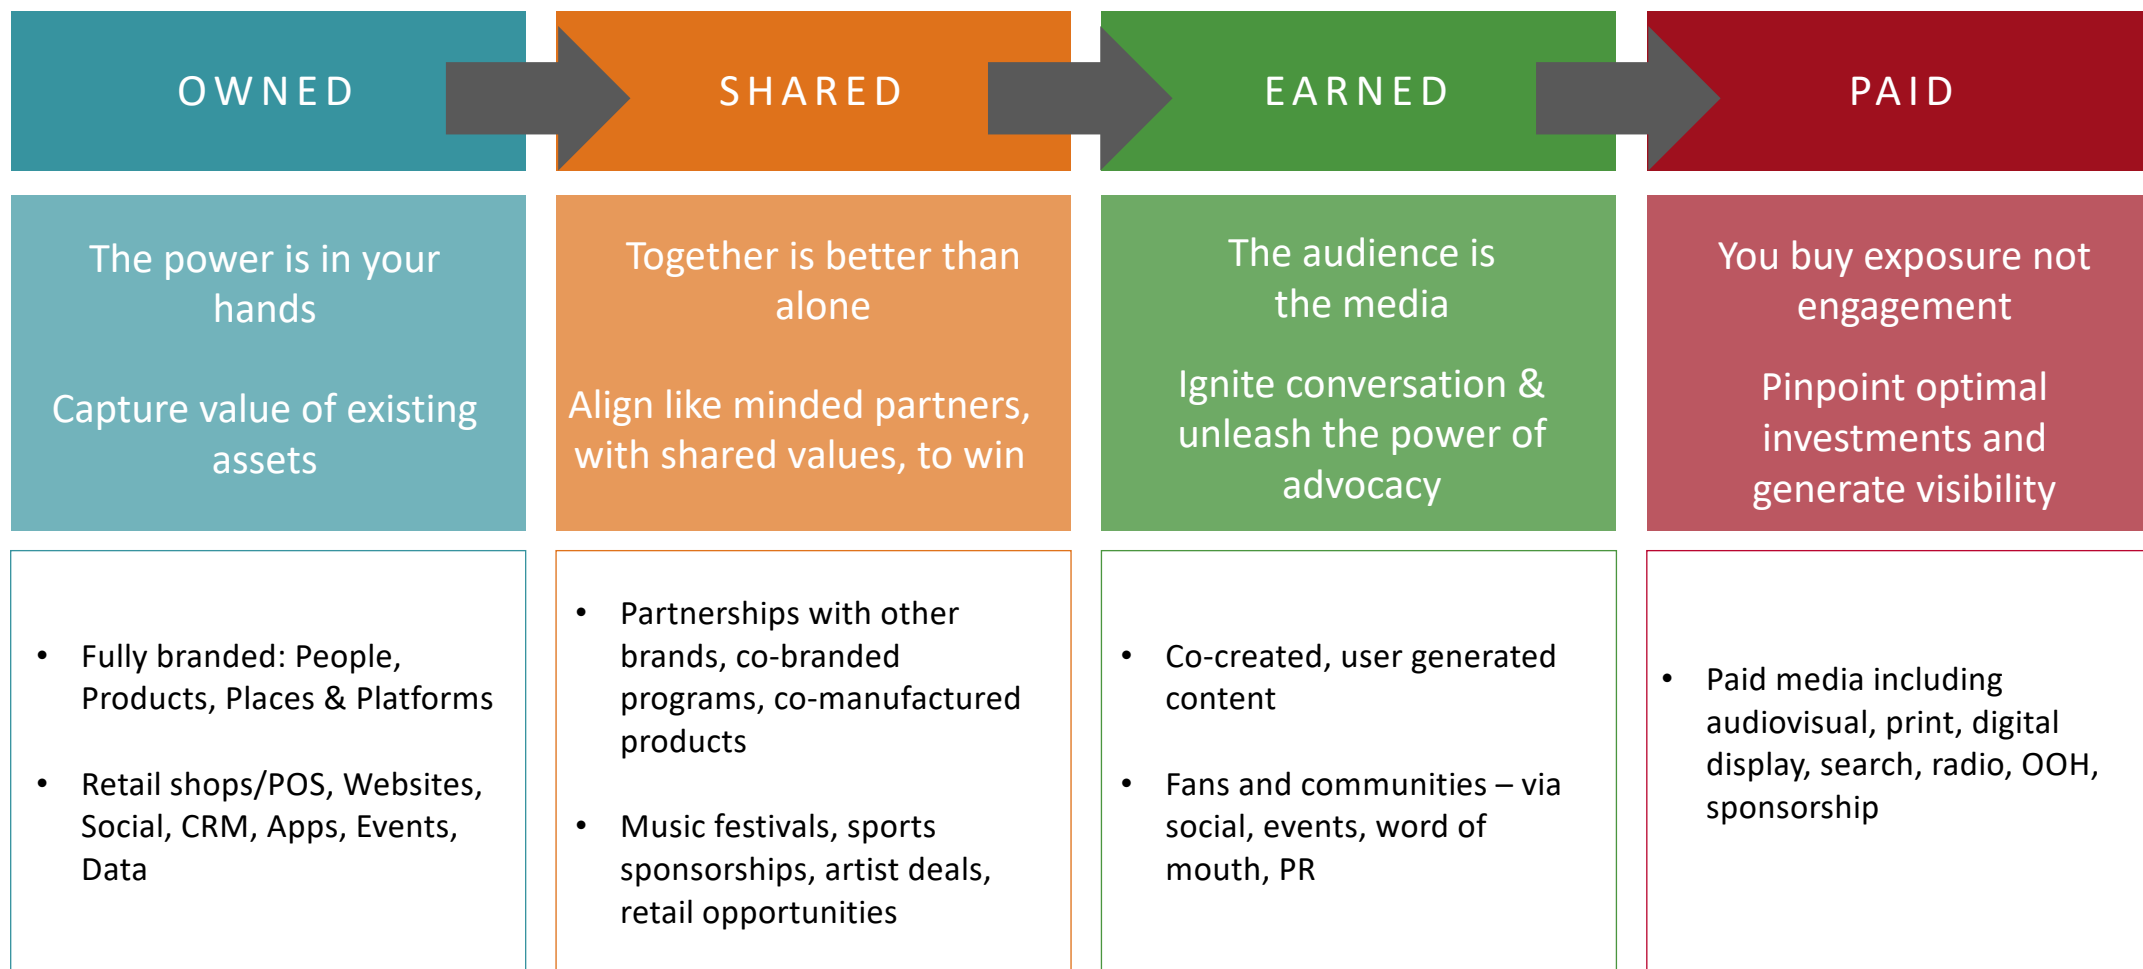 OWNED
SHARED
EARNED
PAID
The power is in your
hands
Capture value of existing
assets
Together is better than
alone
Align like minded partners,
with shared values, to win
The audience is
the media
Ignite conversation &
unleash the power of
advocacy
You buy exposure not
engagement
Pinpoint optimal
investments and
generate visibility
• Fully branded: People,
Products, Places & Platforms
• Retail shops/POS, Websites,
Social, CRM, Apps, Events,
Data
• Partnerships with other
brands, co-branded
programs, co-manufactured
products
• Music festivals, sports
sponsorships, artist deals,
retail opportunities
• Co-created, user generated
content
• Fans and communities – via
social, events, word of
mouth, PR
• Paid media including
audiovisual, print, digital
display, search, radio, OOH,
sponsorship